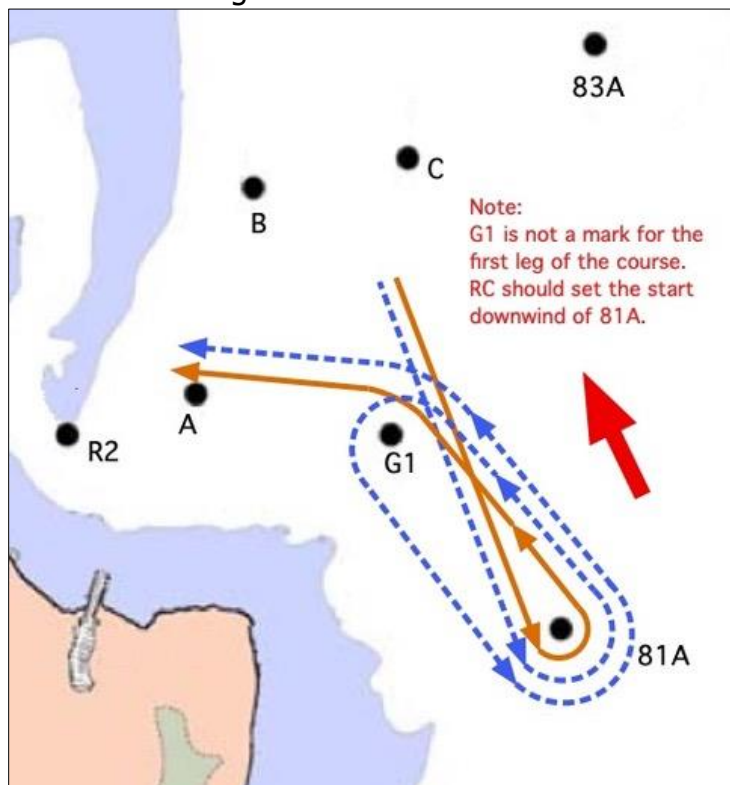 83A
C
B
Note:
G1 is not a mark for the
first leg of the course.
RC should set the start
downwind of 81A.
A
R2
G1
81A